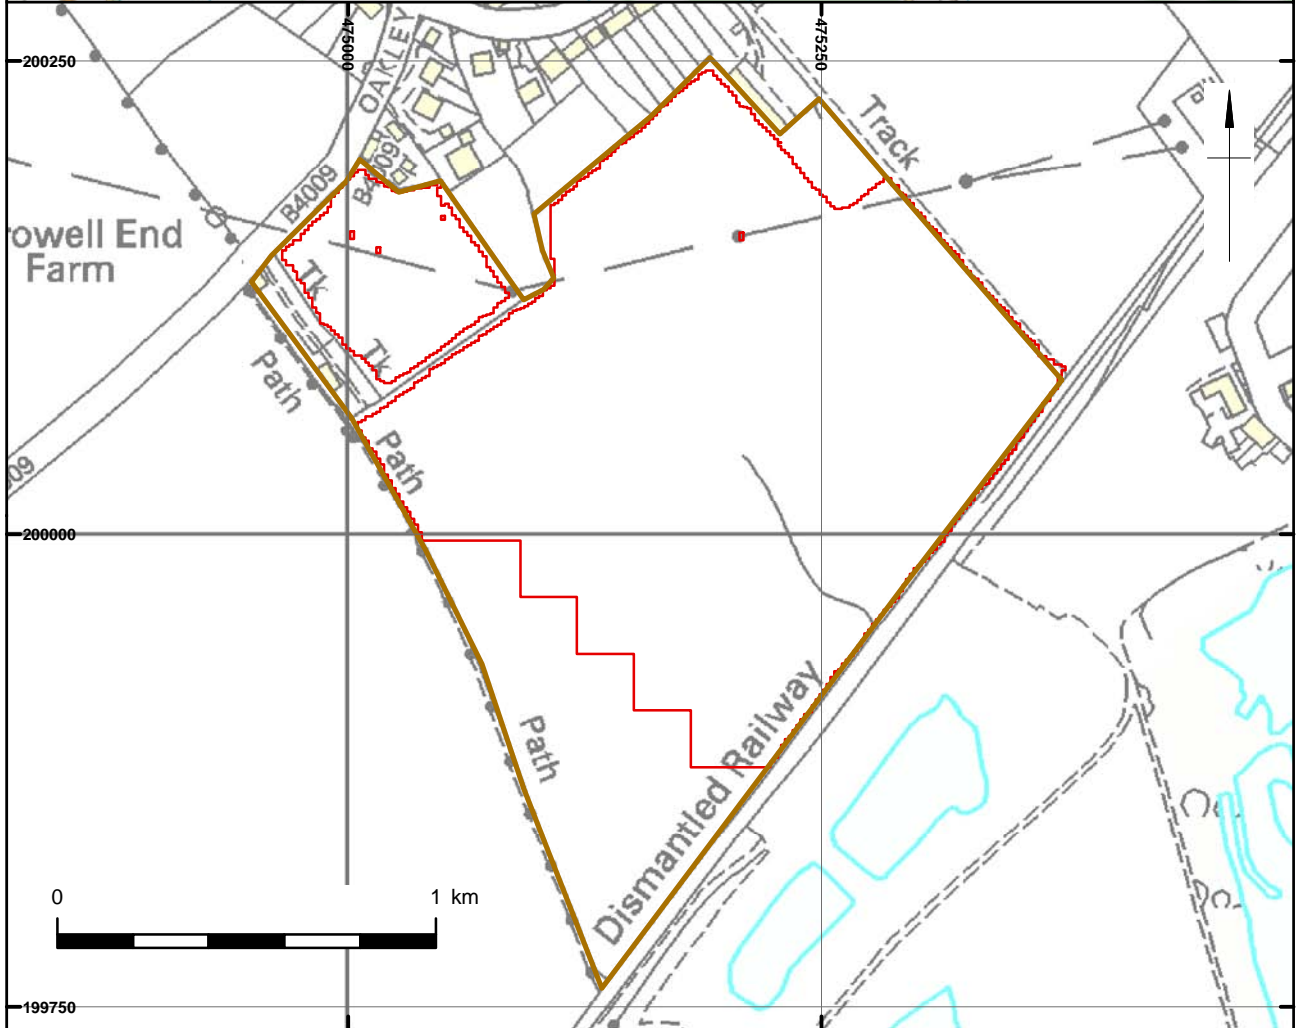 475000
475250
200250
OAKLEY
B4009
B4009
Track
rowell End
Farm
Tk
Tk
Path
Path
09
200000
Path
Dismantled Railway
0 1 km
199750